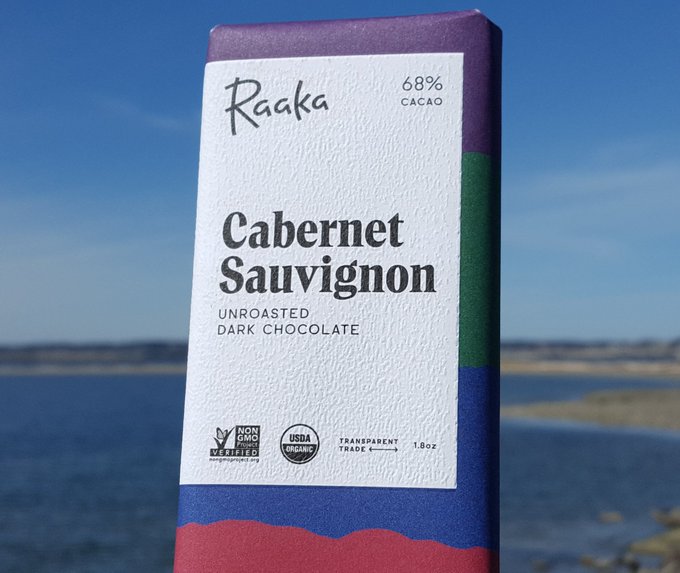 Raaka
68%
CACAO
Cabernet
Sauvignon
UNROASTED
DARK CHOCOLATE
NON
GMO
Project
VERIFIED
nongmoproject.org
USDA
ORGANIC
TRANSPARENT
TRADE
1.8oz